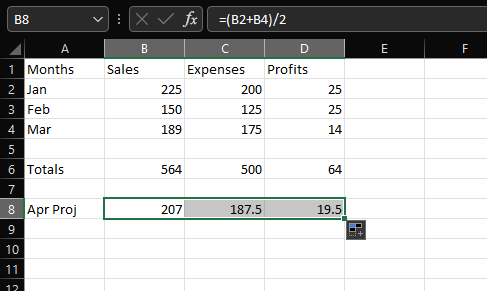 B8 fx =(B2+B4)/2
A B C D E F
1 Months Sales Expenses Profits
2 Jan 225 200 25
3 Feb 150 125 25
4 Mar 189 175 14
5
6 Totals 564 500 64
7
8 Apr Proj 207 187.5 19.5
9
10
11
12